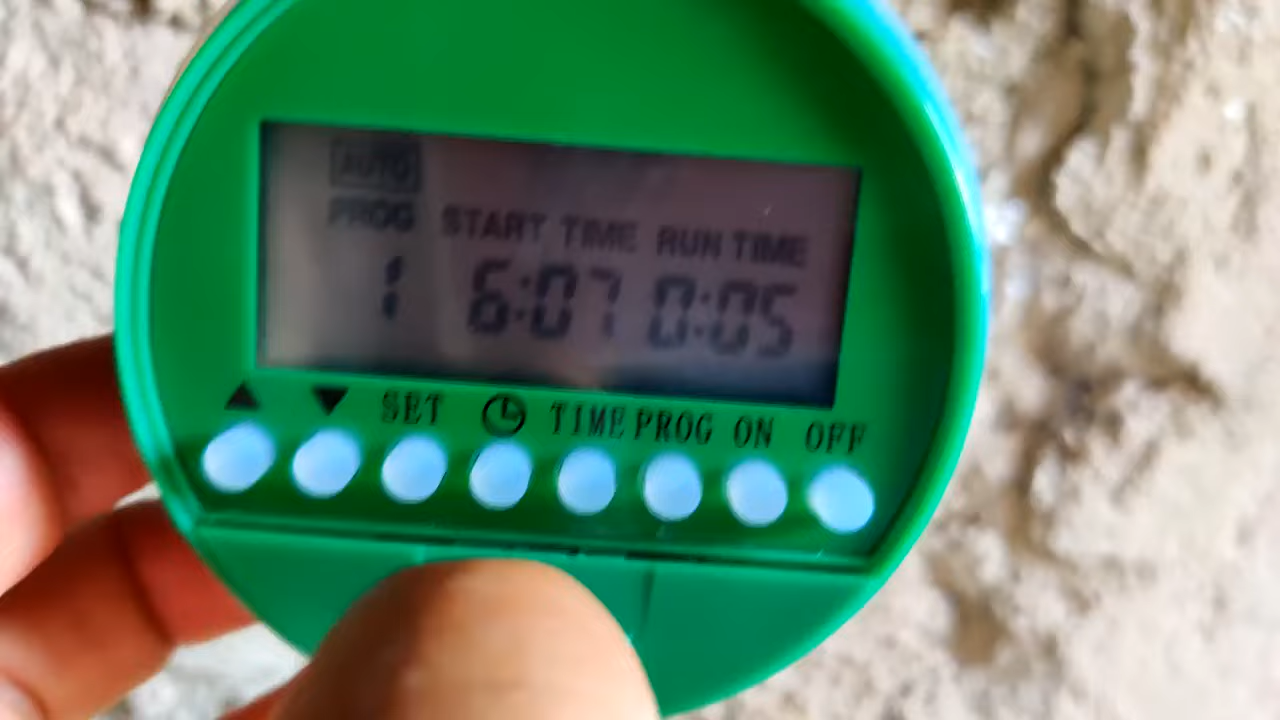 AUTO
PROG START TIME RUN TIME
1 6:07 0:05
▲ ▼ SET TIME PROG ON OFF